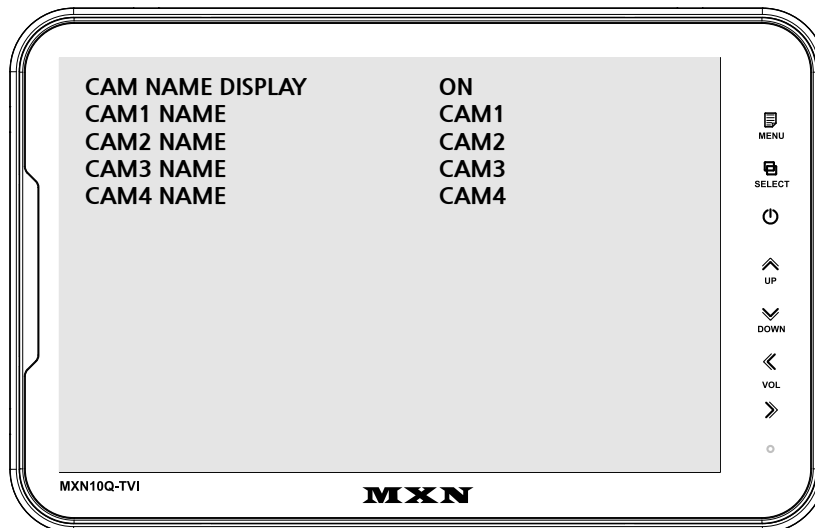 CAM NAME DISPLAY ON
CAM1 NAME CAM1
CAM2 NAME CAM2
CAM3 NAME CAM3
CAM4 NAME CAM4
MENU
SELECT
UP
DOWN
VOL
MXN10Q-TVI
MXN